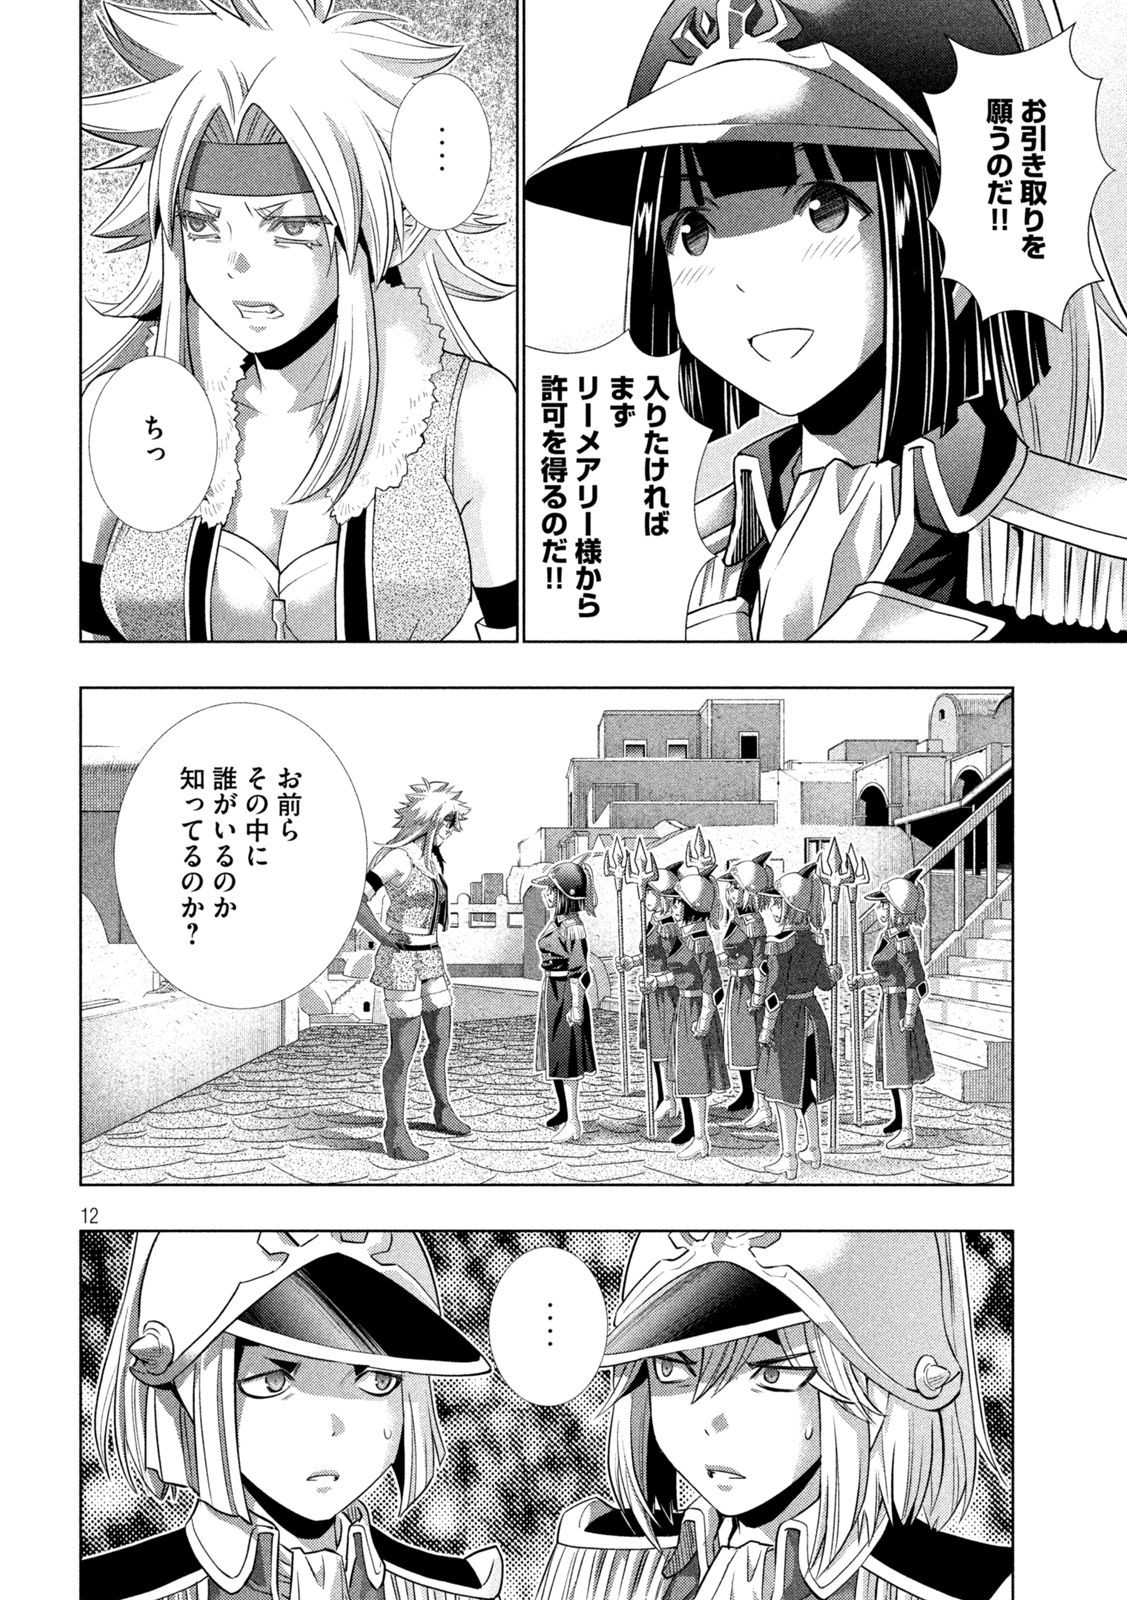 お引き取りを
願うのだ!!
入りたければ
まず
リーメアリー様から
許可を得るのだ!!
‥‥
ちっ
お前ら
その中に
誰がいるのか
知ってるのか?
‥‥
12